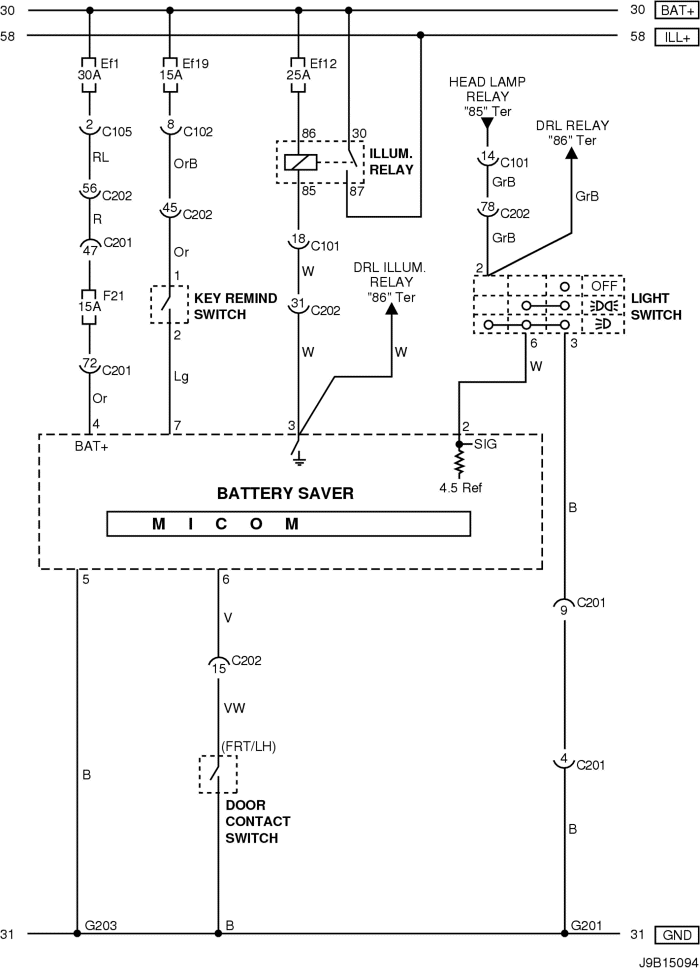 30 30 BAT+
58 58 ILL+
Ef1 Ef19 Ef12
30A 15A 25A
HEAD LAMP
RELAY
"85" Ter
DRL RELAY
"86" Ter
2 C105 8 C102
86 30
ILLUM.
RELAY
85 87
14 C101
RL OrB GrB GrB
56 C202 45 C202 78 C202
R GrB
18 C101
47 C201 Or W
DRL ILLUM.
RELAY
"86" Ter
2
1
OFF
F21
15A
KEY REMIND
SWITCH
31 C202
LIGHT
SWITCH
2 6 3
72 C201 Lg W W W
Or
4 7 3 2
BAT+ SIG
4.5 Ref
BATTERY SAVER
M I C O M
B
5 6
9 C201
V
15 C202
VW
(FRT/LH)
4 C201
B
DOOR
CONTACT
SWITCH
B
31 G203 B G201 31 GND
J9B15094